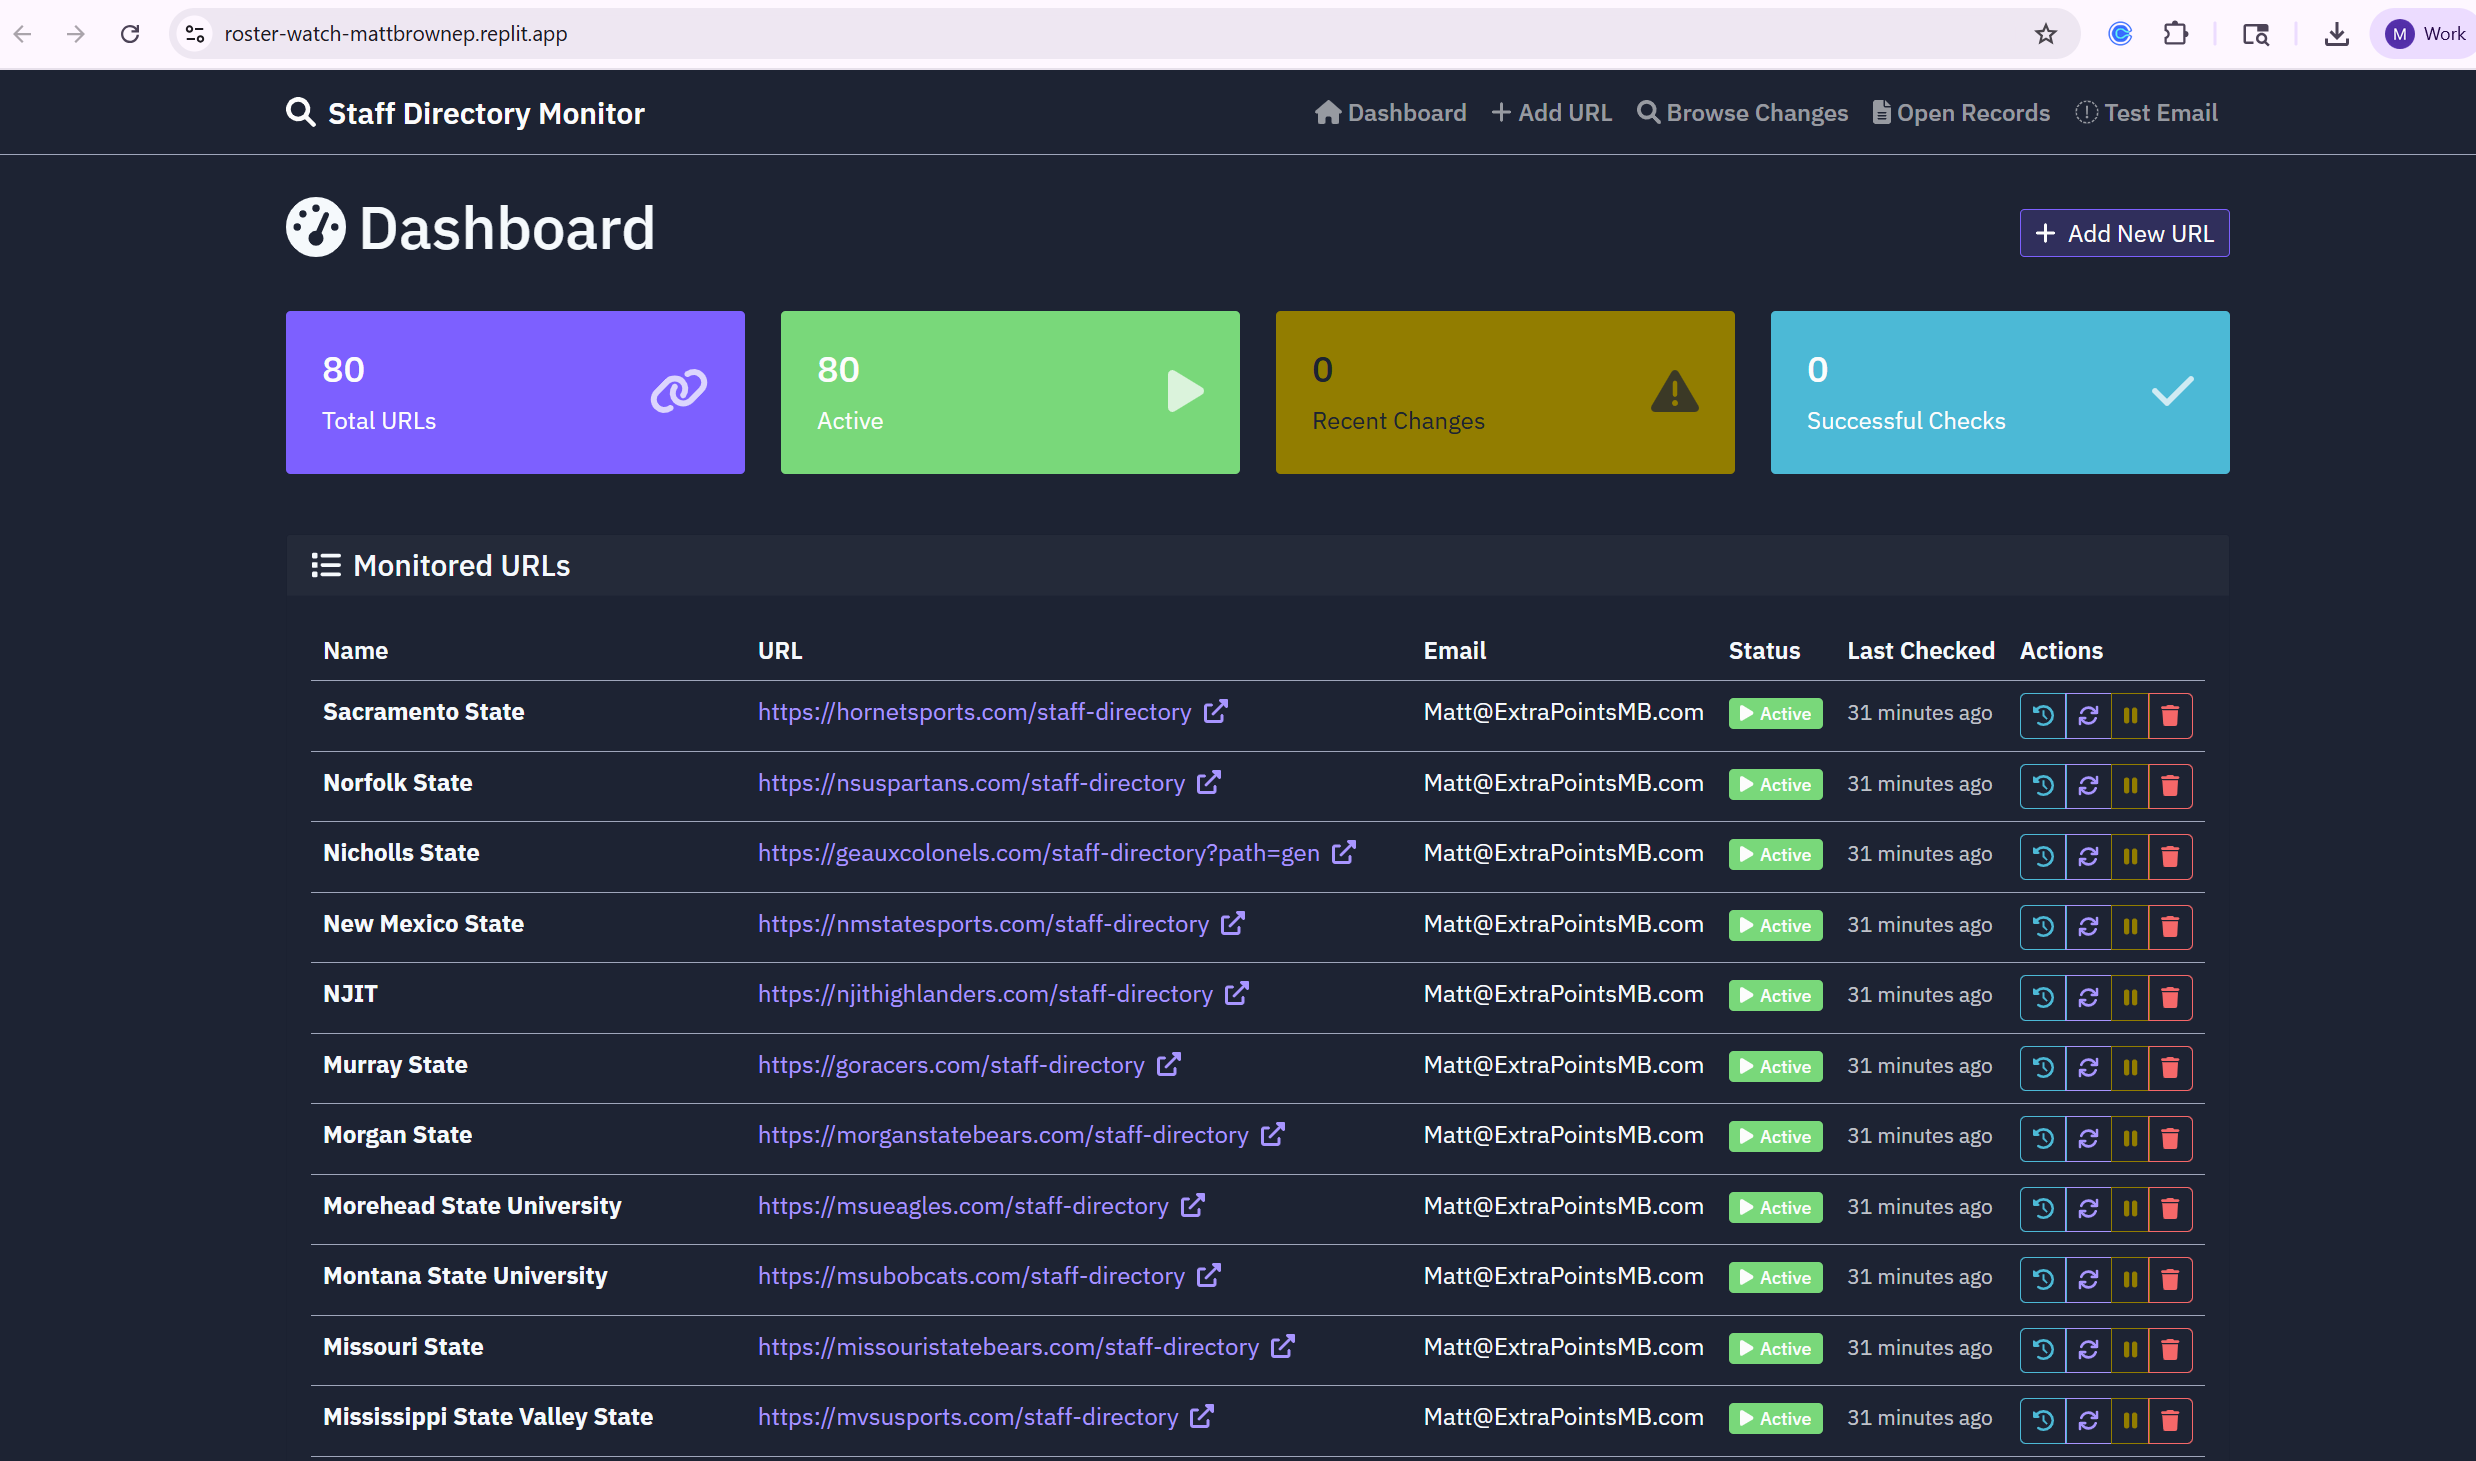 roster-watch-mattbrownep.replit.app
M Work
Staff Directory Monitor
Dashboard Add URL Browse Changes Open Records Test Email
Dashboard
Add New URL
80
Total URLs
80
Active
0
Recent Changes
0
Successful Checks
Monitored URLs
Name URL Email Status Last Checked Actions
Sacramento State https://hornetsports.com/staff-directory Matt@ExtraPointsMB.com Active 31 minutes ago
Norfolk State https://nsuspartans.com/staff-directory Matt@ExtraPointsMB.com Active 31 minutes ago
Nicholls State https://geauxcolonels.com/staff-directory?path=gen Matt@ExtraPointsMB.com Active 31 minutes ago
New Mexico State https://nmstatesports.com/staff-directory Matt@ExtraPointsMB.com Active 31 minutes ago
NJIT https://njithighlanders.com/staff-directory Matt@ExtraPointsMB.com Active 31 minutes ago
Murray State https://goracers.com/staff-directory Matt@ExtraPointsMB.com Active 31 minutes ago
Morgan State https://morganstatebears.com/staff-directory Matt@ExtraPointsMB.com Active 31 minutes ago
Morehead State University https://msueagles.com/staff-directory Matt@ExtraPointsMB.com Active 31 minutes ago
Montana State University https://msubobcats.com/staff-directory Matt@ExtraPointsMB.com Active 31 minutes ago
Missouri State https://missouristatebears.com/staff-directory Matt@ExtraPointsMB.com Active 31 minutes ago
Mississippi State Valley State https://mvsusports.com/staff-directory Matt@ExtraPointsMB.com Active 31 minutes ago